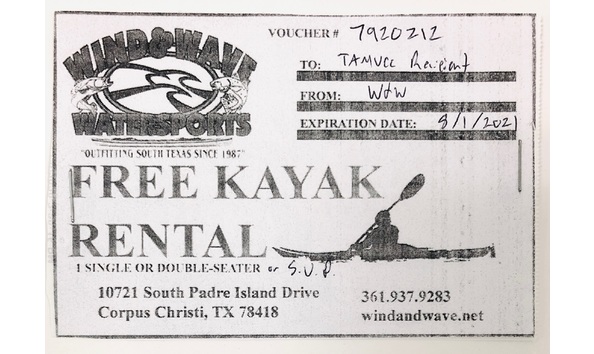 WIND&WAVE
WATERSPORTS
"OUTFITTING SOUTH TEXAS SINCE 1987"
VOUCHER # 7920212
TO: TAMUCC Recipient
FROM: W&W
EXPIRATION DATE: 8/1/2021
FREE KAYAK
RENTAL
1 SINGLE OR DOUBLE-SEATER or S.U.P.
10721 South Padre Island Drive
Corpus Christi, TX 78418
361.937.9283
windandwave.net